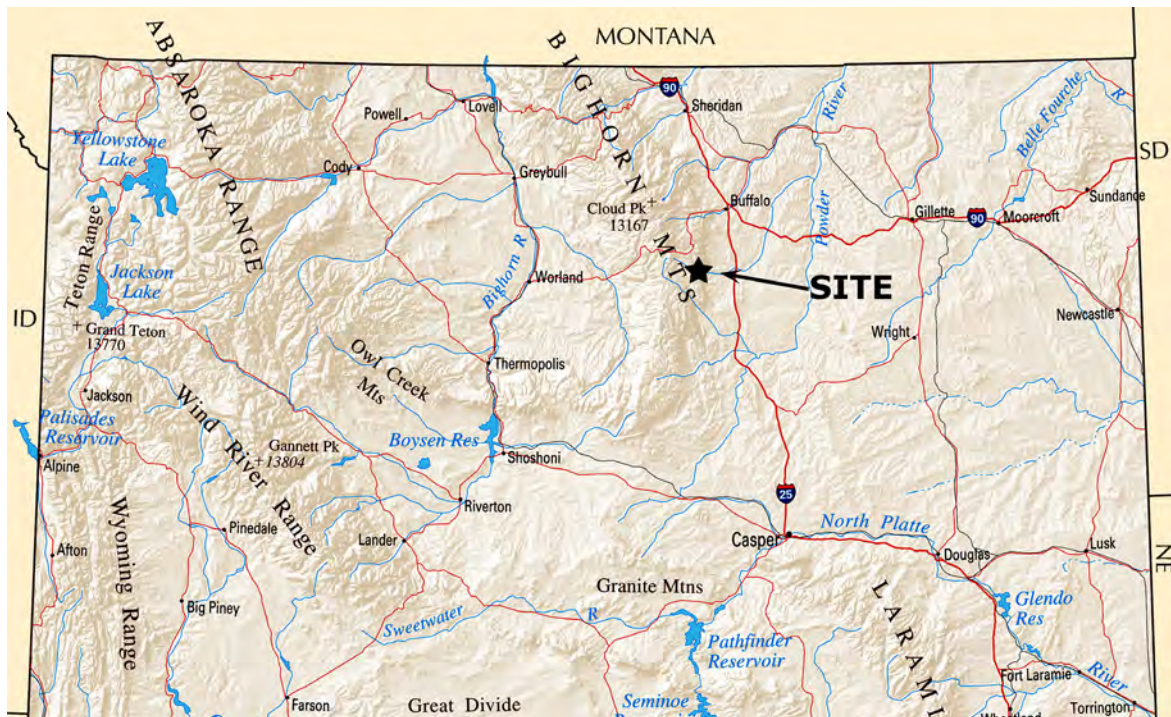 MONTANA
ABSAROKA
RANGE
BIGHORN
MTS
90
Sheridan
Lovell
Powell
River
Belle Fourche
R
SD
Yellowstone
Lake
Cody
Greybull
Cloud Pk
13167
Buffalo
Powder
Gillette
90
Moorcroft
Sundance
Teton Range
Jackson
Lake
Bighorn R
Worland
SITE
ID
Grand Teton
13770
Newcastle
Wright
Owl Creek
Mts
Thermopolis
Jackson
Palisades
Reservoir
Wind River Range
Gannett Pk
13804
Boysen Res
Shoshoni
Alpine
25
Riverton
Wyoming Range
Pinedale
Lander
Casper
North Platte
Afton
Douglas
Lusk
NE
Granite Mtns
LARAMI
Glendo
Res
Big Piney
Sweetwater
R
Pathfinder
Reservoir
Fort Laramie
River
Farson
Great Divide
Seminoe
Torrington